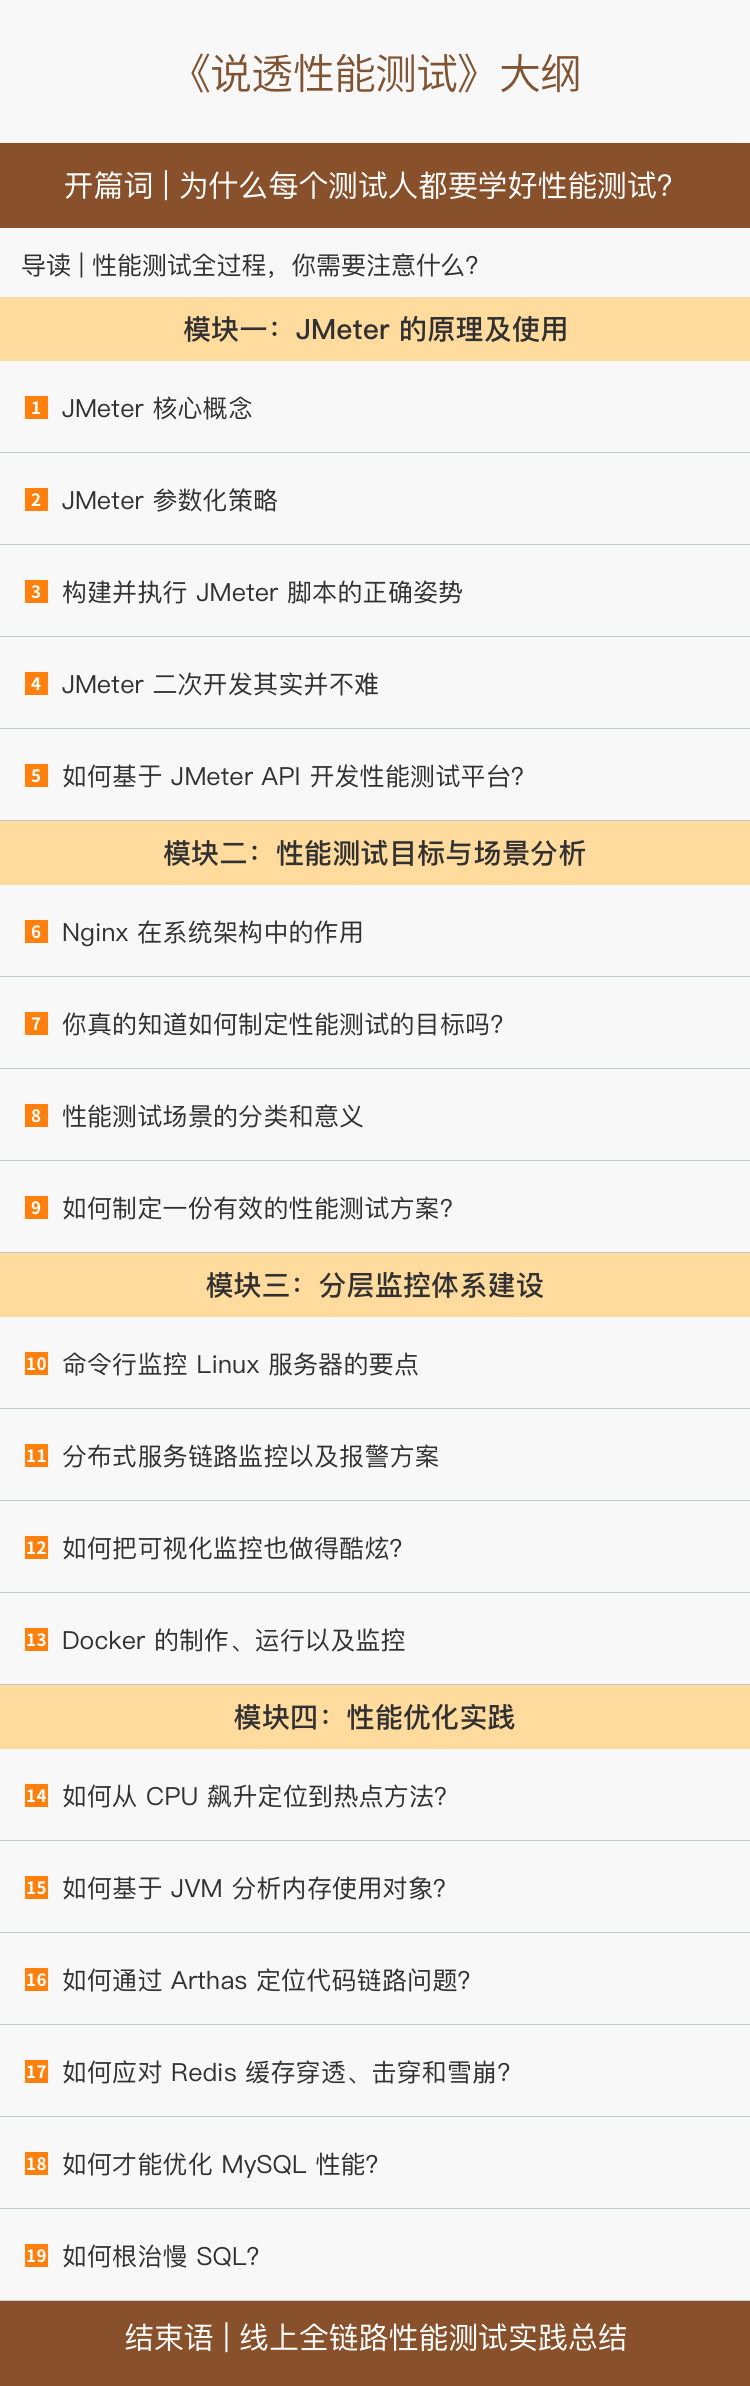 《说透性能测试》大纲
开篇词 | 为什么每个测试人都要学好性能测试？
导读 | 性能测试全过程，你需要注意什么？
模块一：JMeter 的原理及使用
1 JMeter 核心概念
2 JMeter 参数化策略
3 构建并执行 JMeter 脚本的正确姿势
4 JMeter 二次开发其实并不难
5 如何基于 JMeter API 开发性能测试平台？
模块二：性能测试目标与场景分析
6 Nginx 在系统架构中的作用
7 你真的知道如何制定性能测试的目标吗？
8 性能测试场景的分类和意义
9 如何制定一份有效的性能测试方案？
模块三：分层监控体系建设
10 命令行监控 Linux 服务器的要点
11 分布式服务链路监控以及报警方案
12 如何把可视化监控也做得酷炫？
13 Docker 的制作、运行以及监控
模块四：性能优化实践
14 如何从 CPU 飙升定位到热点方法？
15 如何基于 JVM 分析内存使用对象？
16 如何通过 Arthas 定位代码链路问题？
17 如何应对 Redis 缓存穿透、击穿和雪崩？
18 如何才能优化 MySQL 性能？
19 如何根治慢 SQL？
结束语 | 线上全链路性能测试实践总结